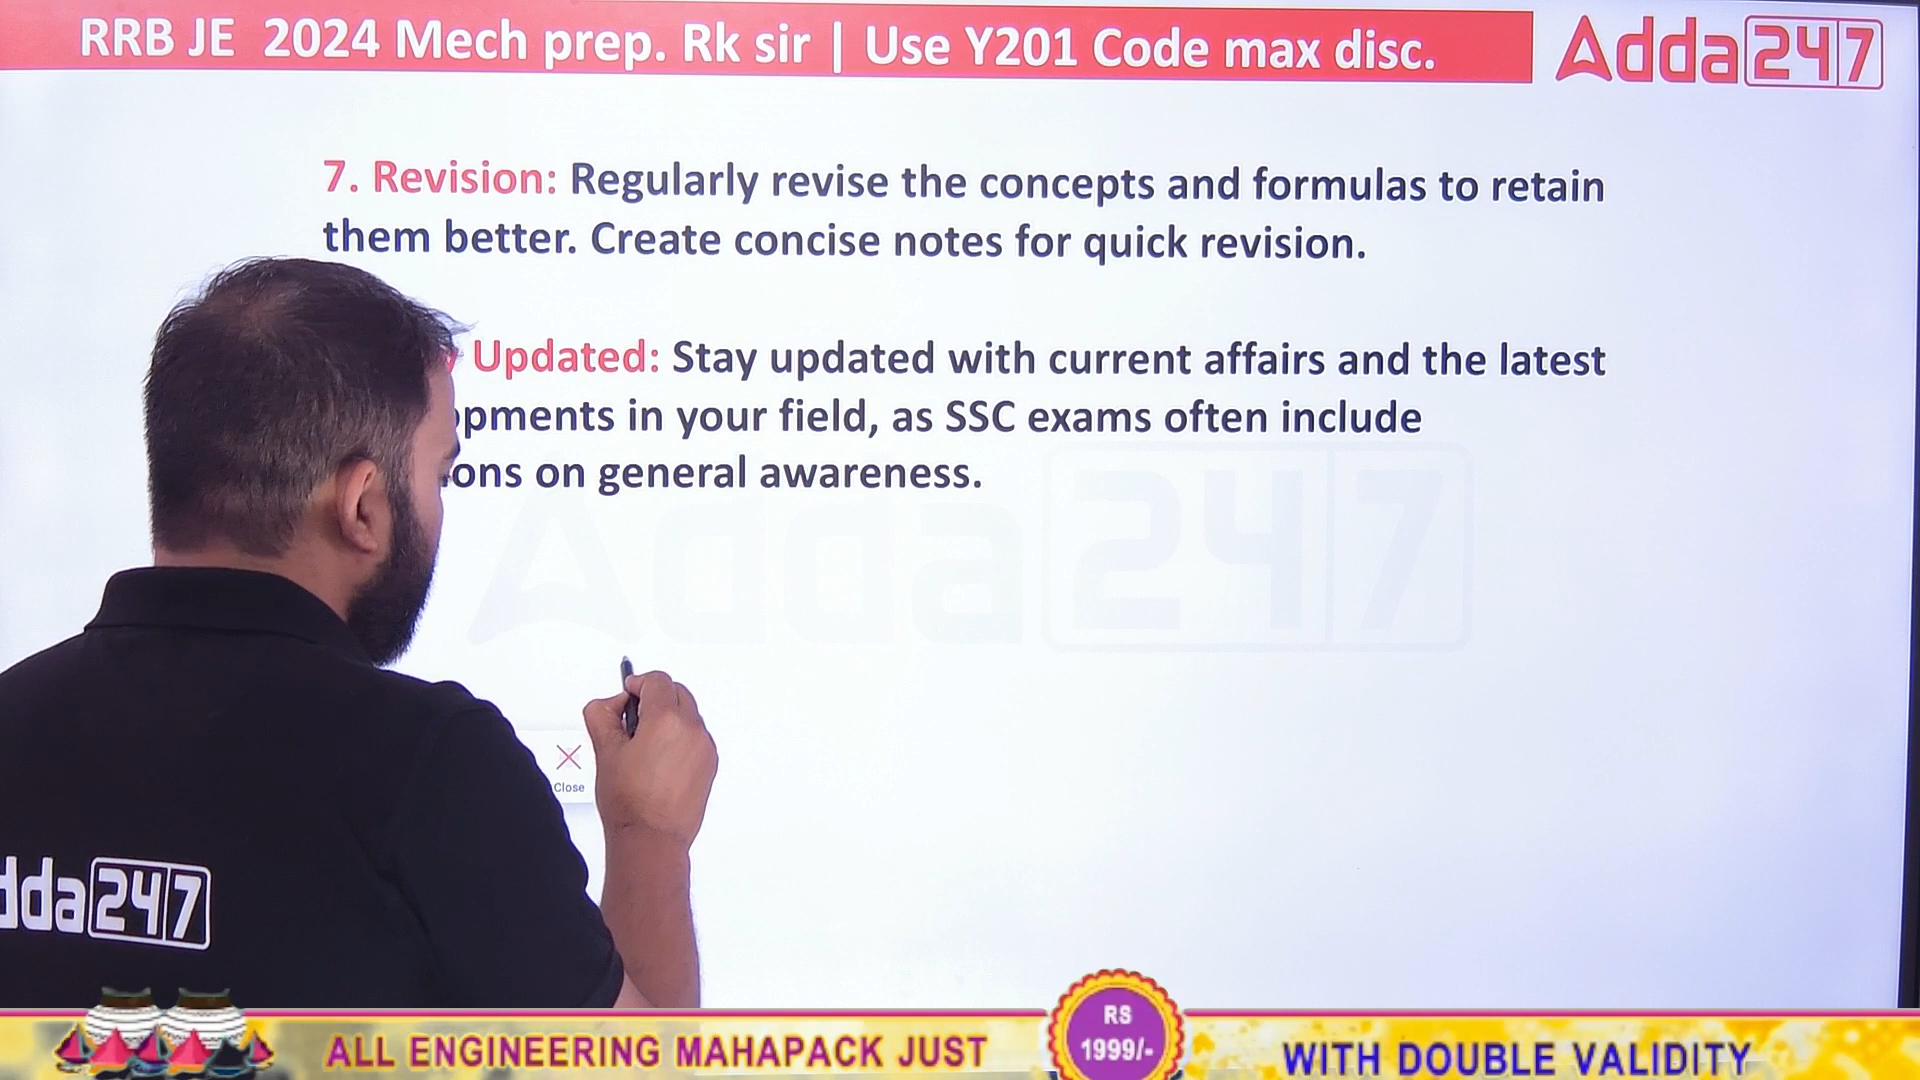 RRB JE 2024 Mech prep. Rk sir | Use Y201 Code max disc.
Adda247
7. Revision: Regularly revise the concepts and formulas to retain
them better. Create concise notes for quick revision.
Updated: Stay updated with current affairs and the latest
opments in your field, as SSC exams often include
ons on general awareness.
Adda247
Close
dda247
ALL ENGINEERING MAHAPACK JUST
RS
1999/-
WITH DOUBLE VALIDITY